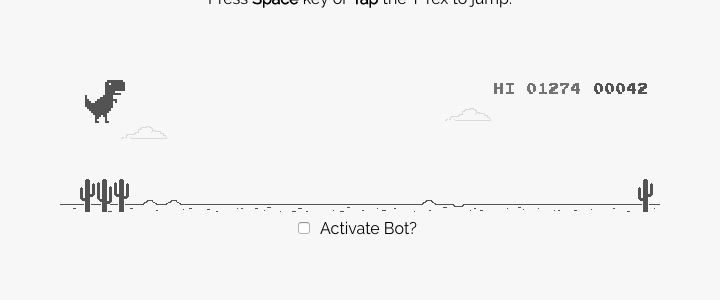 Press Space key or Tap the T-rex to jump.
HI 01274 00042
Activate Bot?